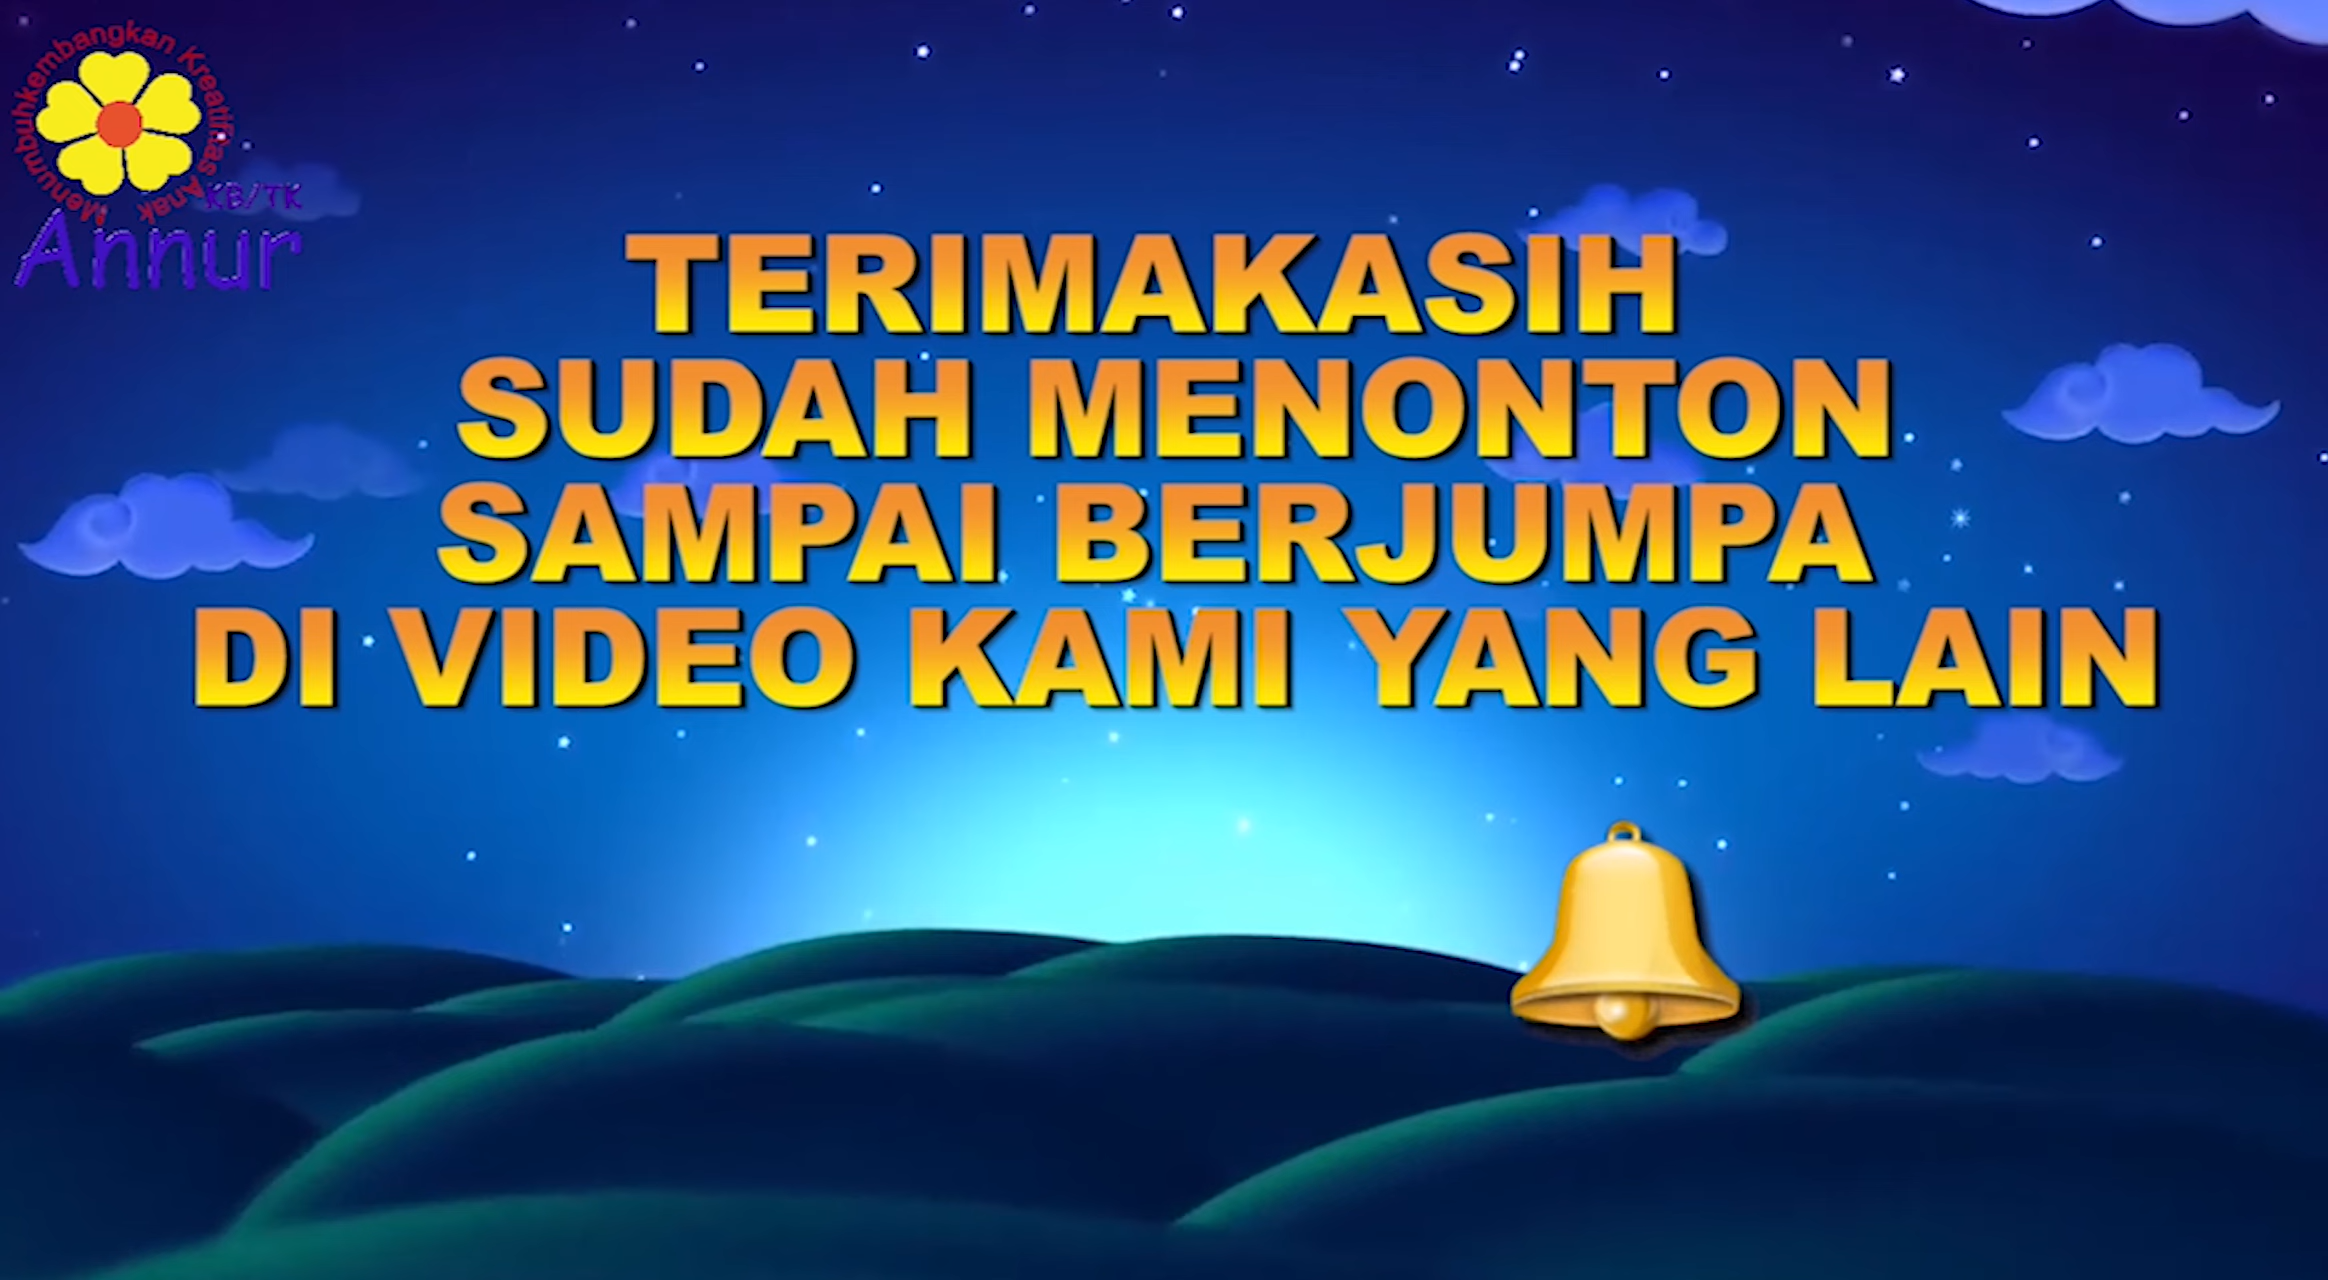 Menumbuhkembangkan Kreatifitas Anak
KB/TK
Annur
TERIMAKASIH
SUDAH MENONTON
SAMPAI BERJUMPA
DI VIDEO KAMI YANG LAIN